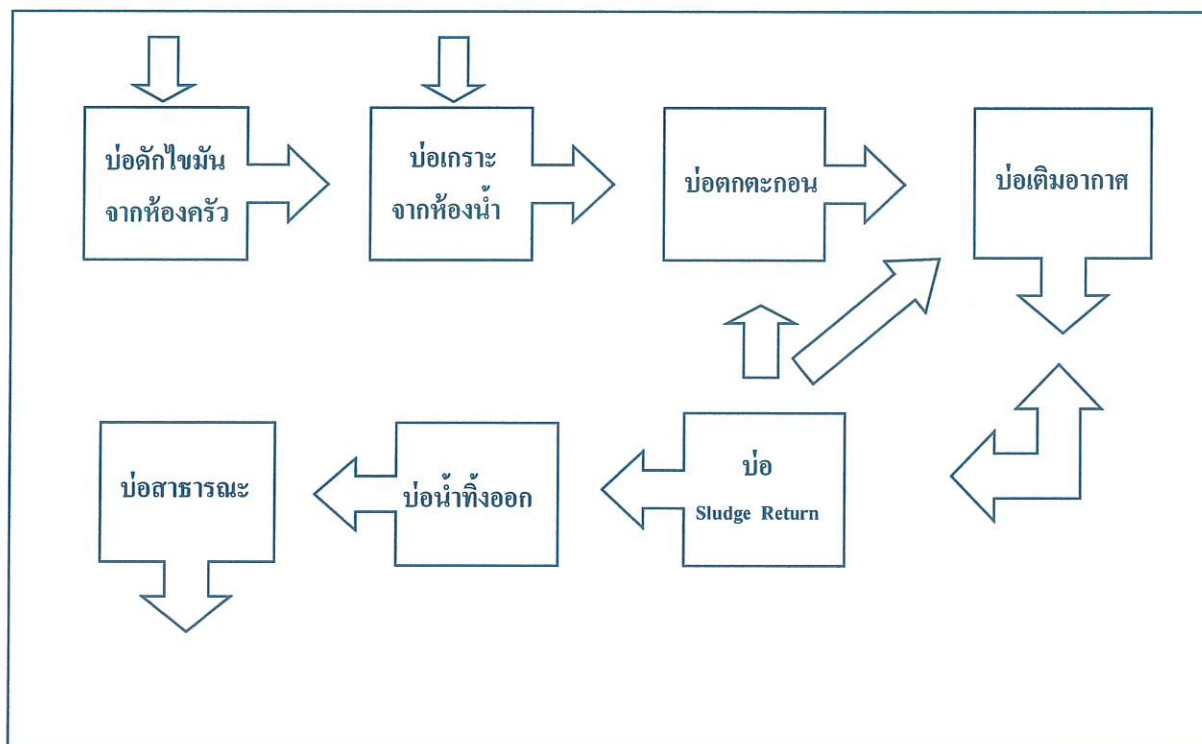 บ่อดักไขมัน
จากห้องครัว
บ่อเกราะ
จากห้องน้ำ
บ่อตกตะกอน
บ่อเติมอากาศ
บ่อสาธารณะ
บ่อน้ำทิ้งออก
บ่อ
Sludge Return